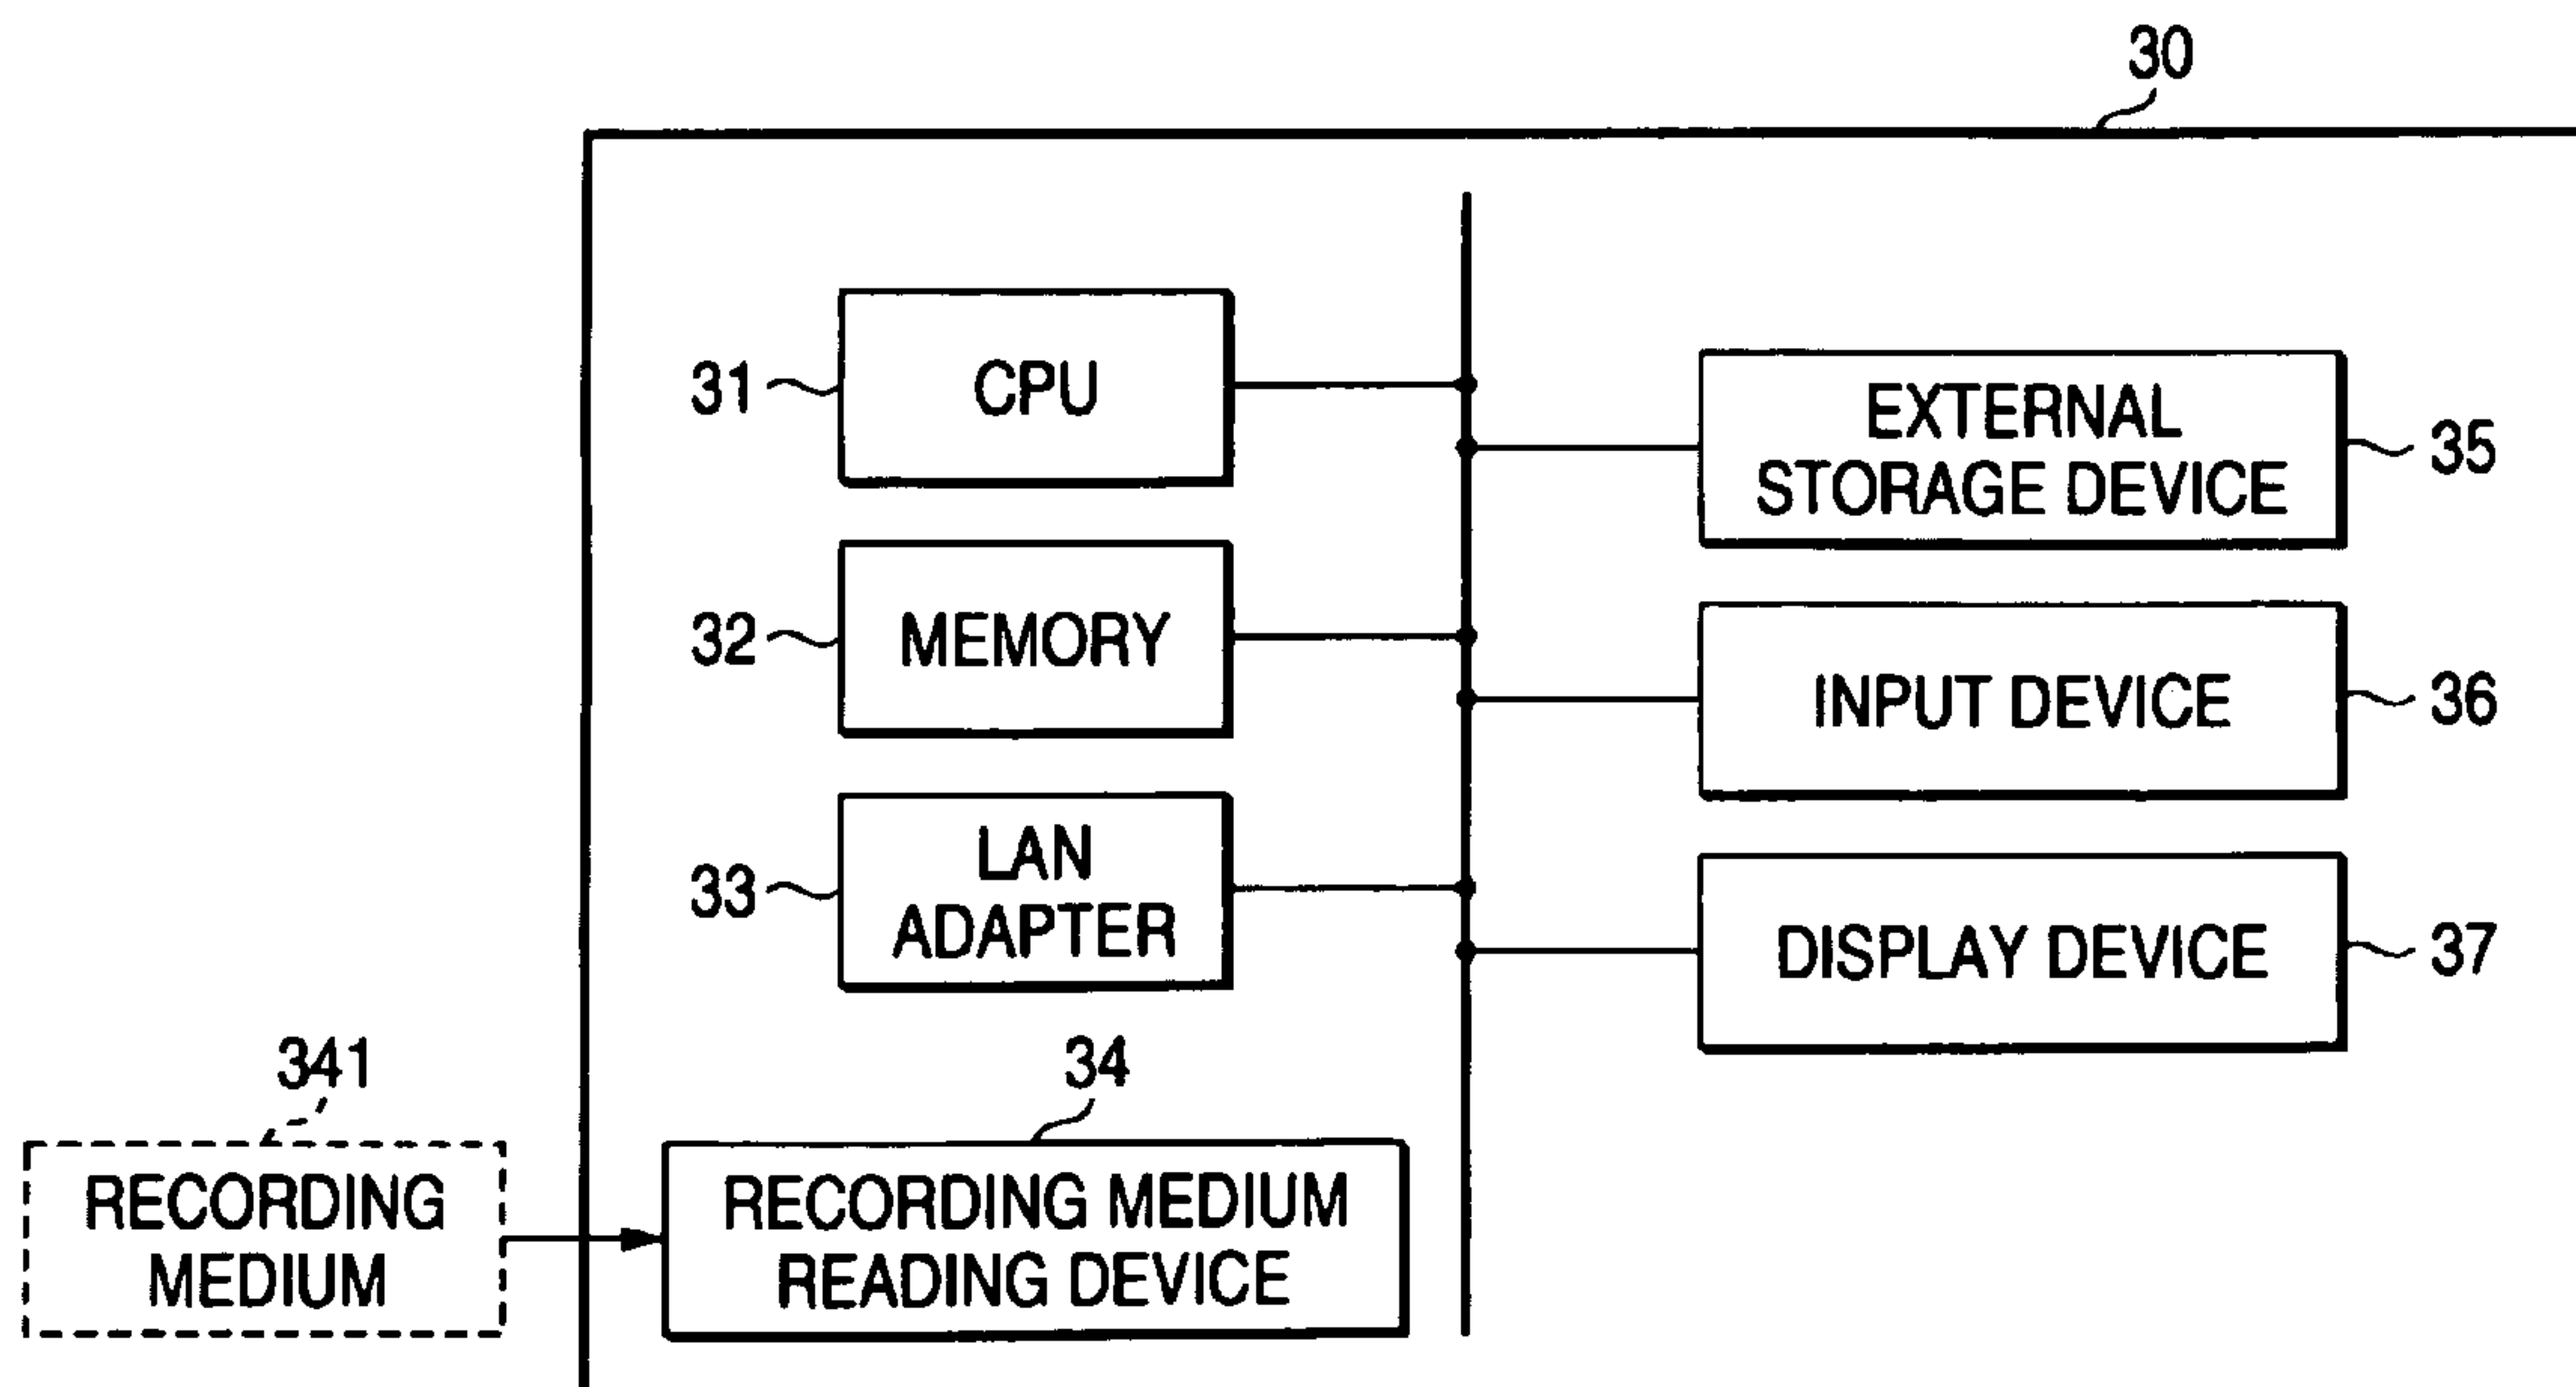 30
31
CPU
EXTERNAL
STORAGE DEVICE
35
32
MEMORY
INPUT DEVICE
36
33
LAN
ADAPTER
DISPLAY DEVICE
37
341
RECORDING
MEDIUM
34
RECORDING MEDIUM
READING DEVICE